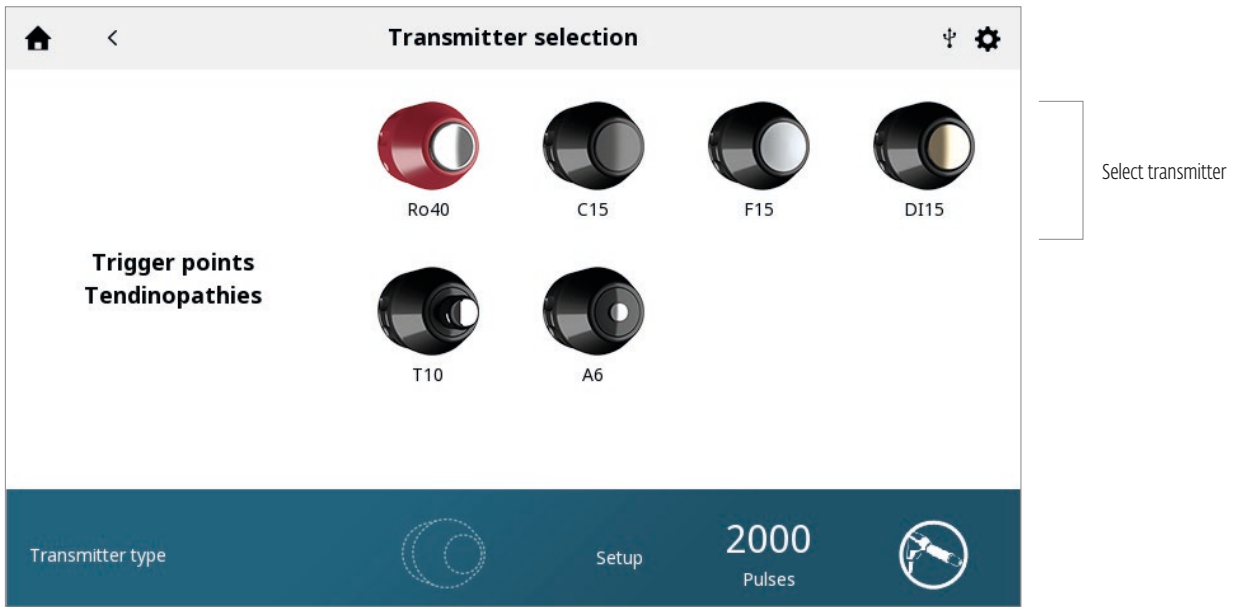 Transmitter selection
Ro40
C15
F15
DI15
Select transmitter
Trigger points
Tendinopathies
T10
A6
Transmitter type
Setup
2000
Pulses